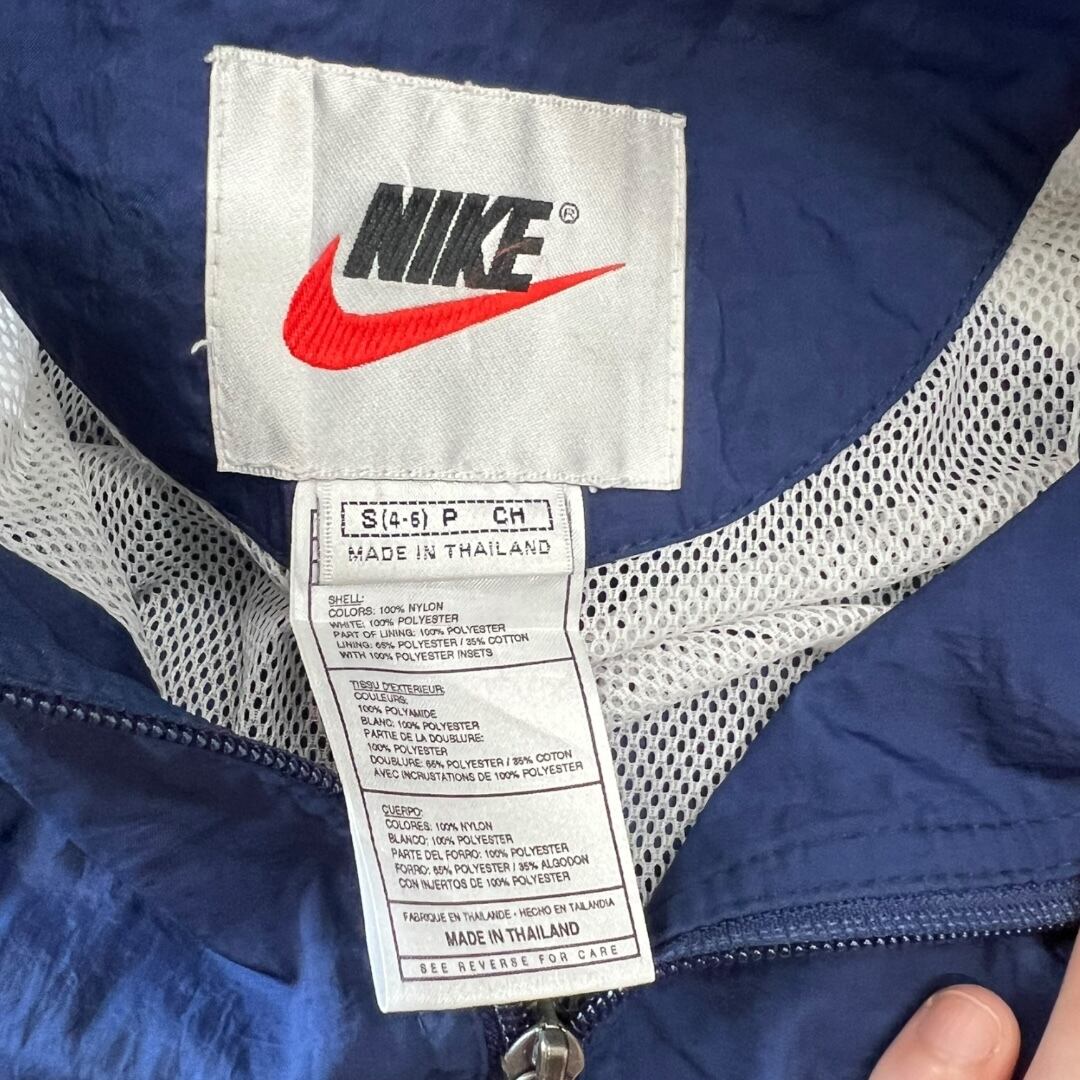 NIKE®
S(4-6) P CH
MADE IN THAILAND
SHELL:
COLORS: 100% NYLON
WHITE: 100% POLYESTER
PART OF LINING: 100% POLYESTER
LINING: 65% POLYESTER / 35% COTTON
WITH 100% POLYESTER INSETS
TISSU D'EXTERIEUR:
COULEURS:
100% POLYAMIDE
BLANC: 100% POLYESTER
PARTIE DE LA DOUBLURE:
100% POLYESTER
DOUBLURE: 65% POLYESTER / 35% COTON
AVEC INCRUSTATIONS DE 100% POLYESTER
CUERPO:
COLORES: 100% NYLON
BLANCO: 100% POLYESTER
PARTE DEL FORRO: 100% POLYESTER
FORRO: 65% POLYESTER / 35% ALGODON
CON INJERTOS DE 100% POLYESTER
FABRIQUE EN THAILANDE · HECHO EN TAILANDIA
MADE IN THAILAND
SEE REVERSE FOR CARE